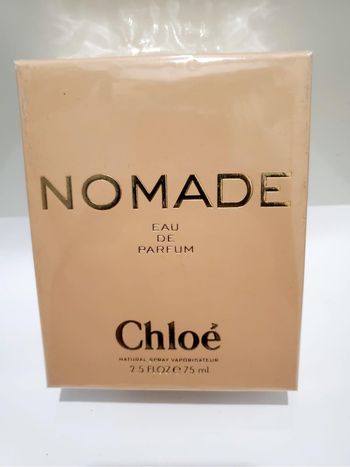 NOMADE
EAU
DE
PARFUM
Chloé
NATURAL SPRAY VAPORISATEUR
2.5 FL.OZ ℮ 75 ml